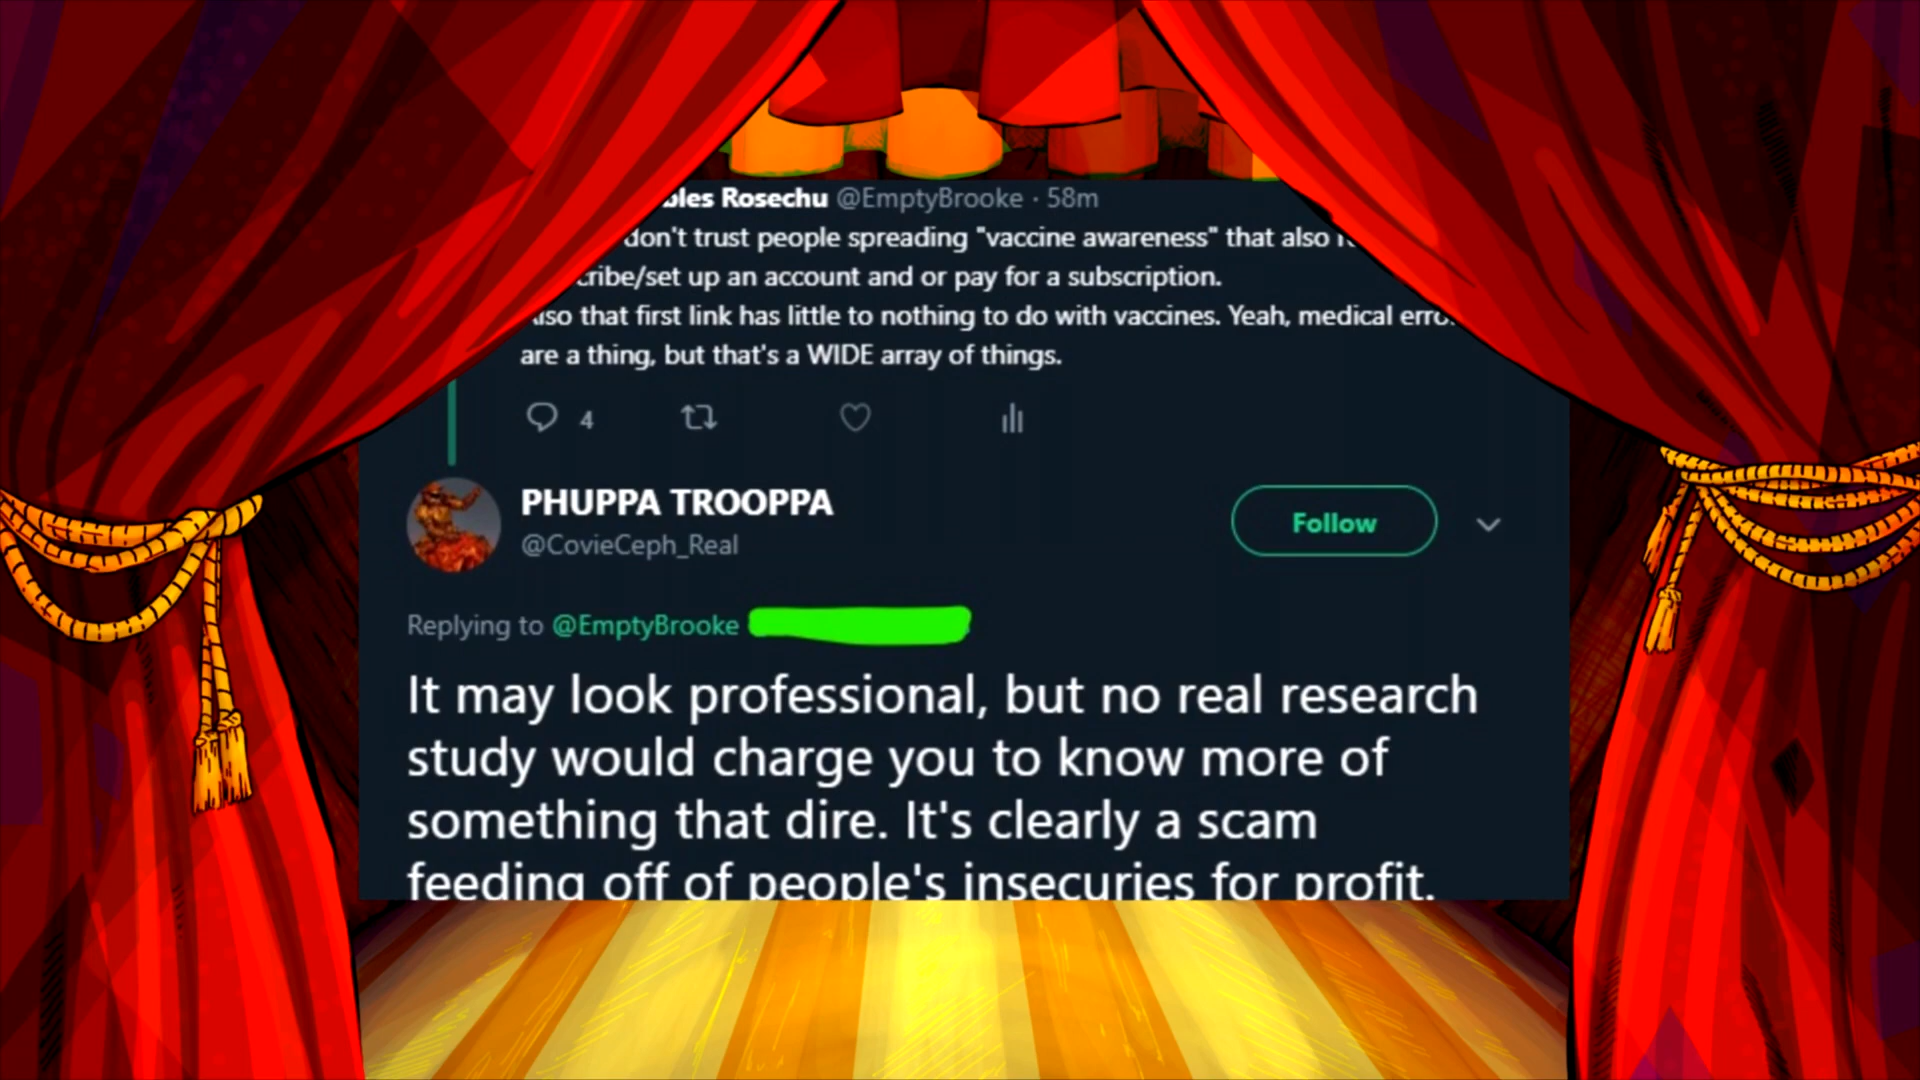 Rosechu @EmptyBrooke · 58m
don't trust people spreading "vaccine awareness" that also
up an account and or pay for a subscription.
that first link has little to nothing to do with vaccines. Yeah, medical
are a thing, but that's a WIDE array of things.
4
PHUPPA TROOPPA
@CovieCeph_Real
Follow
Replying to @EmptyBrooke
It may look professional, but no real research
study would charge you to know more of
something that dire. It's clearly a scam
feeding off of people's insecuries for profit.